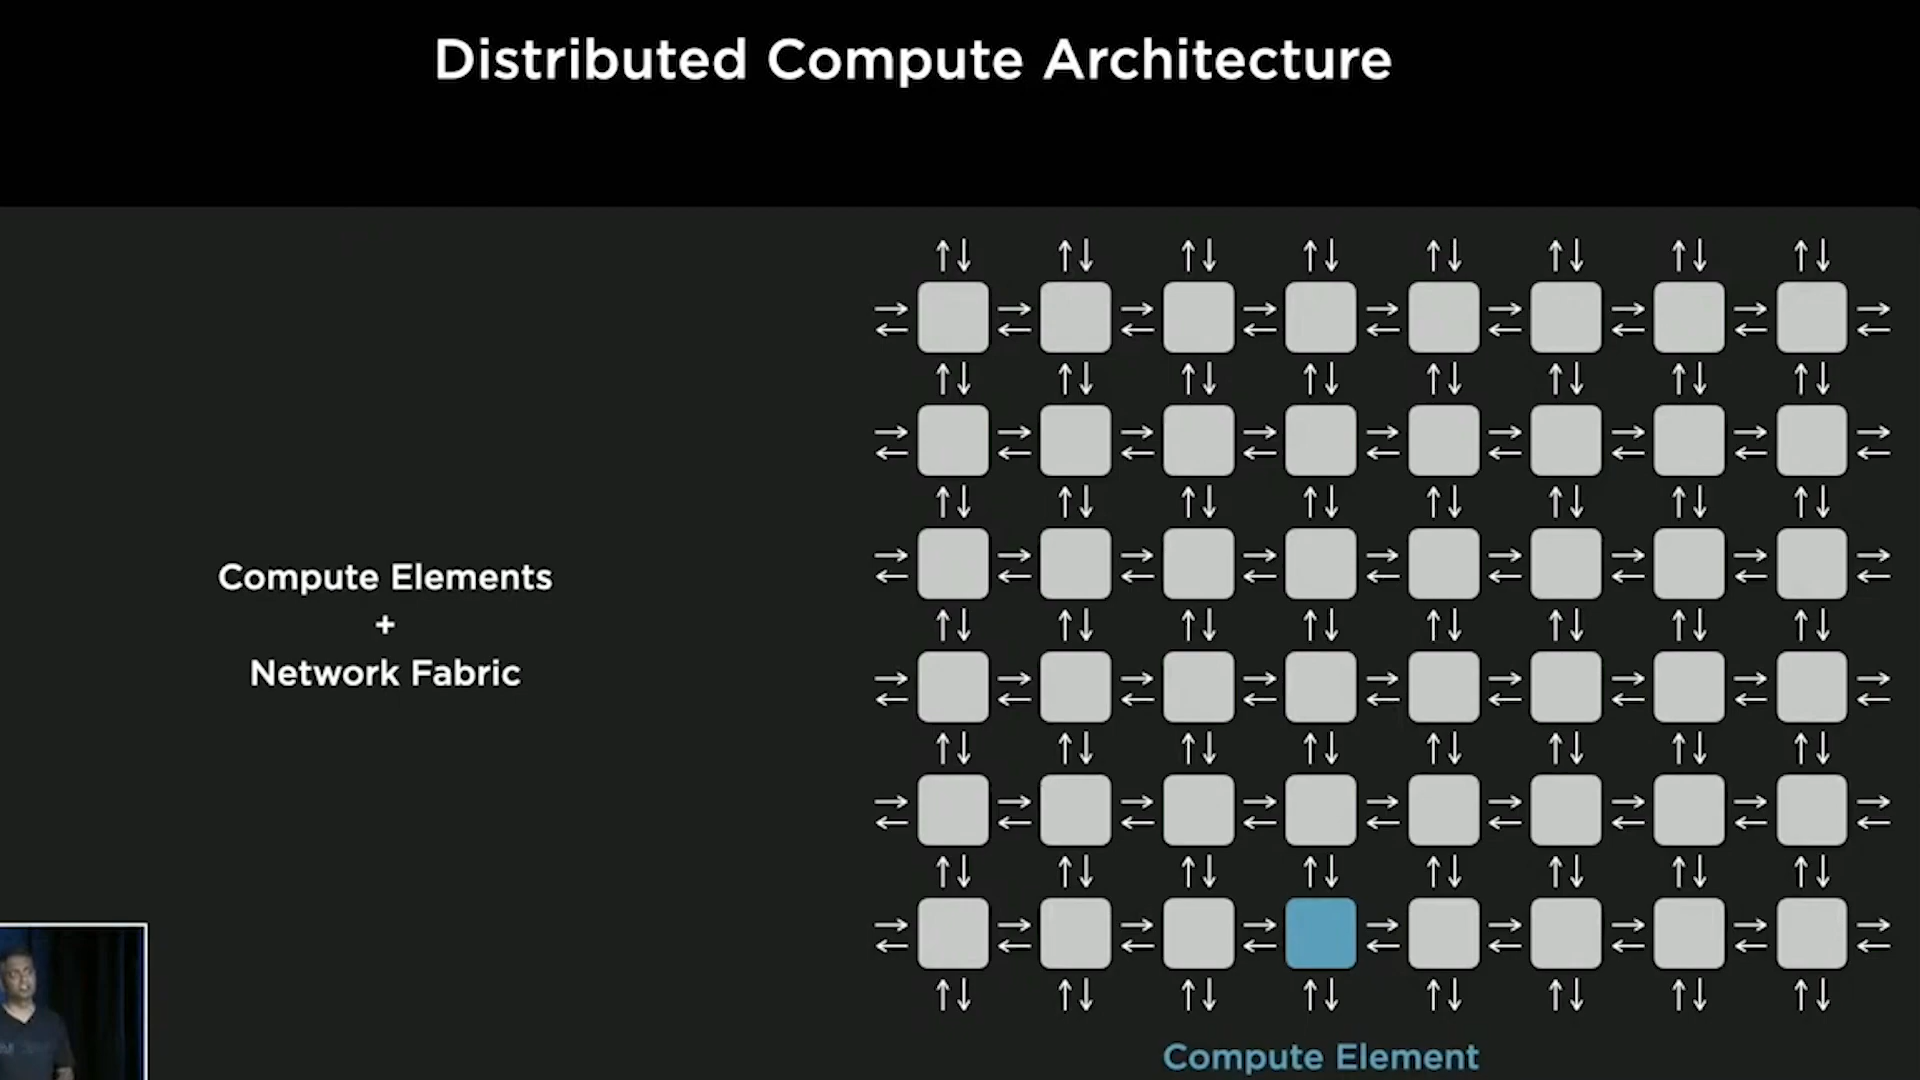 Distributed Compute Architecture
Compute Elements
+
Network Fabric
Compute Element